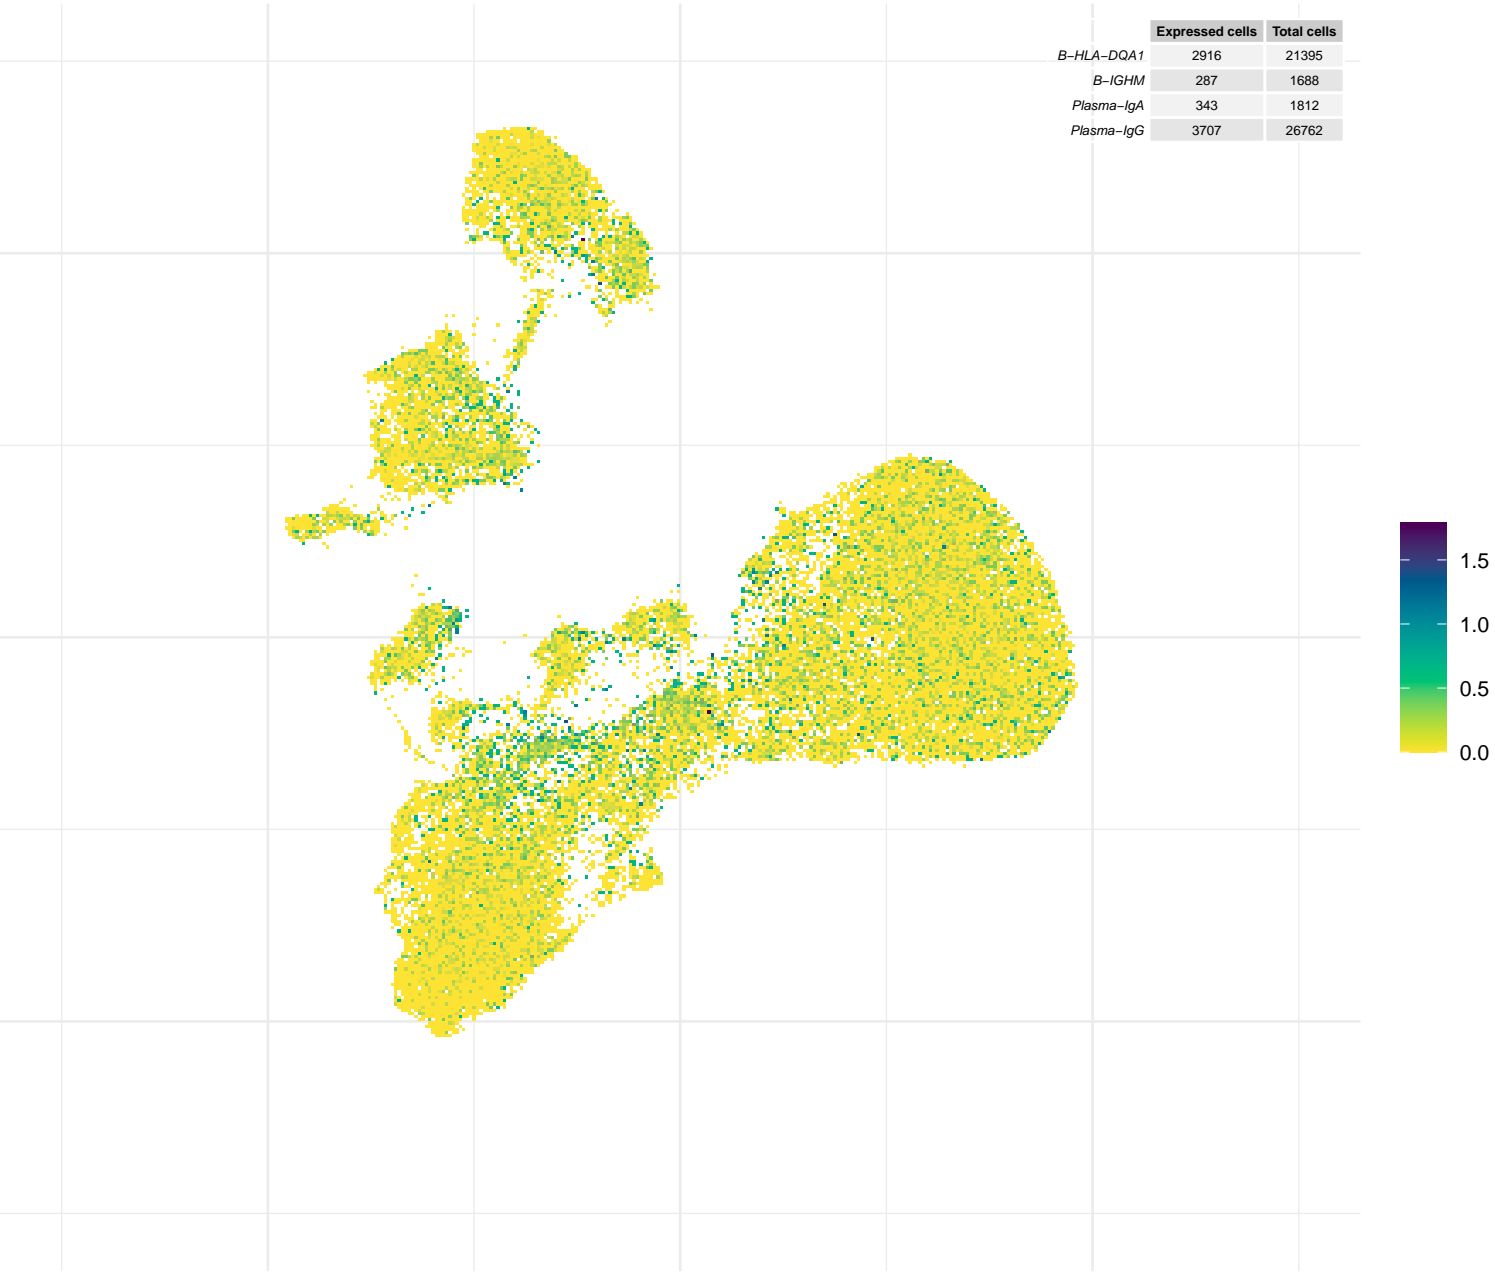 Expressed cells Total cells
B−HLA−DQA1 2916 21395
B−IGHM 287 1688
Plasma−IgA 343 1812
Plasma−IgG 3707 26762
1.5
1.0
0.5
0.0